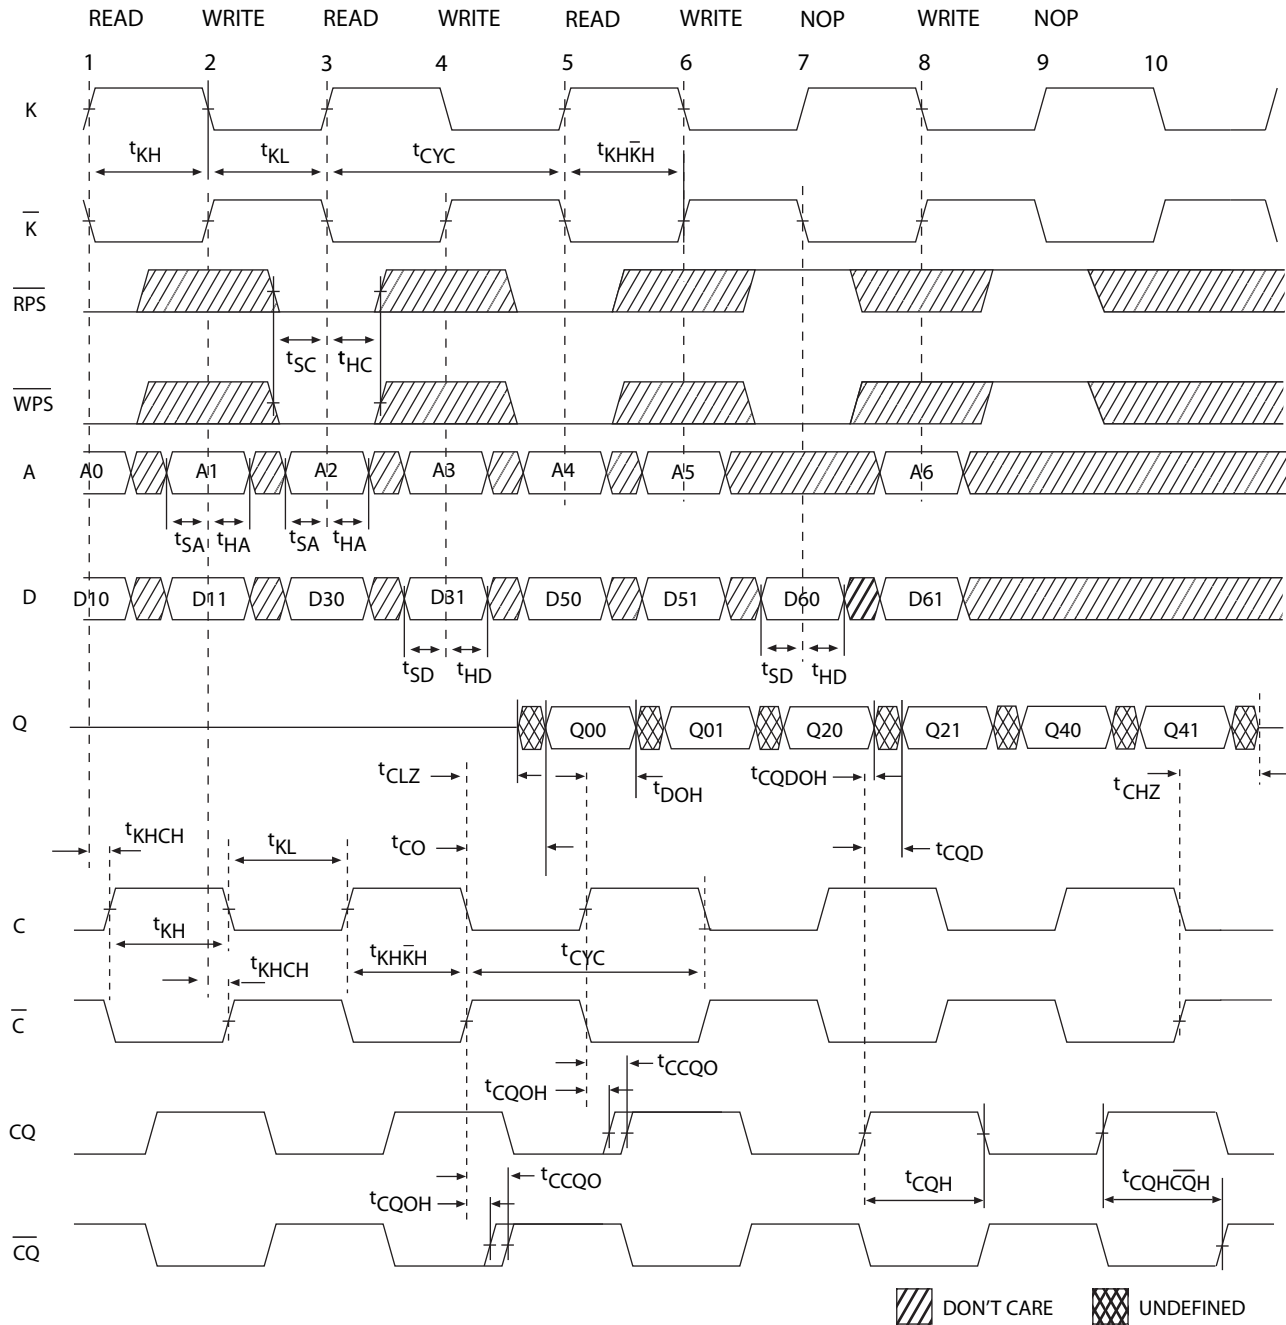 READ WRITE READ WRITE READ WRITE NOP WRITE NOP
1 2 3 4 5 6 7 8 9 10
K
tKH tKL tCYC tKHK̅H
K̅
R̅P̅S̅
tSC tHC
W̅P̅S̅
A A0 A1 A2 A3 A4 A5 A6
tSA tHA tSA tHA
D D10 D11 D30 D31 D50 D51 D60 D61
tSD tHD tSD tHD
Q Q00 Q01 Q20 Q21 Q40 Q41
tCLZ tDOH tCQDOH tCHZ
tKHCH tKL tCO tCQD
C
tKH tKHK̅H tCYC
tKHCH
C̅
tCCQO
tCQOH
CQ
tCCQO tCQH tCQHC̅Q̅H
tCQOH
C̅Q̅
DON'T CARE UNDEFINED